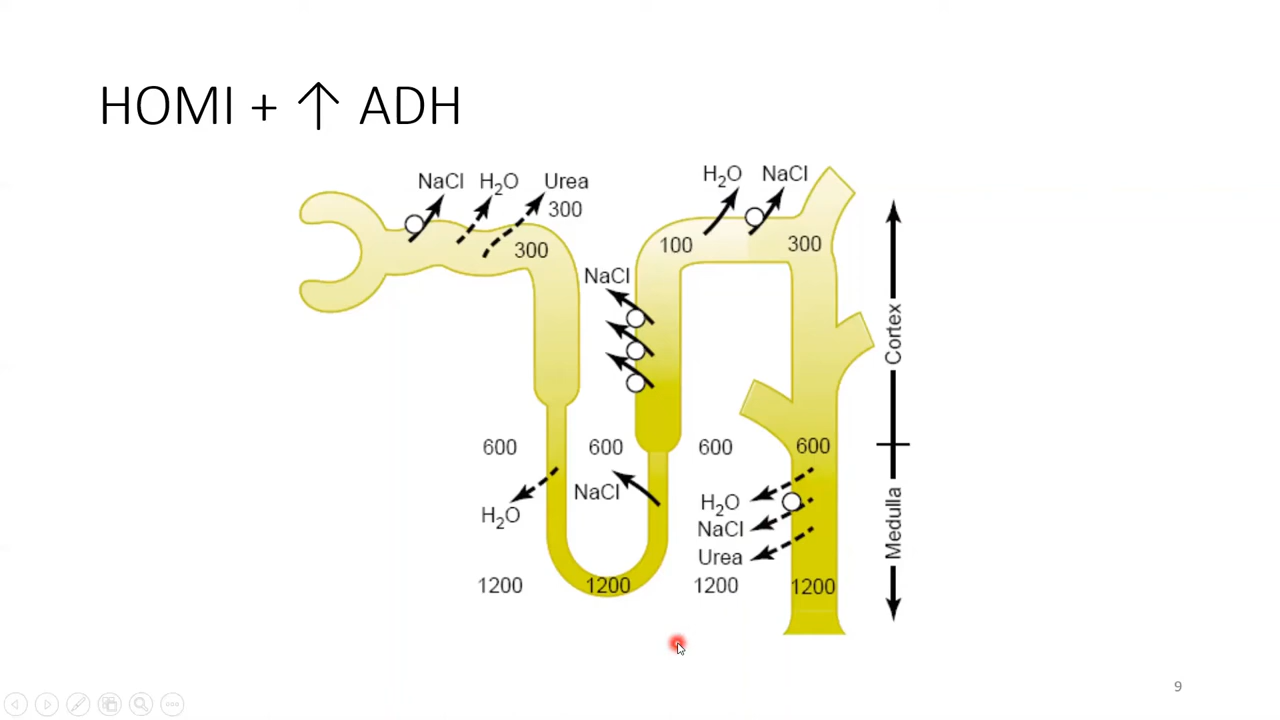 HOMI + ↑ ADH
NaCl H₂O Urea
300
300
H₂O NaCl
100
300
NaCl
Cortex
600
600
600
600
H₂O
NaCl
H₂O
NaCl
Urea
Medulla
1200
1200
1200
1200
9